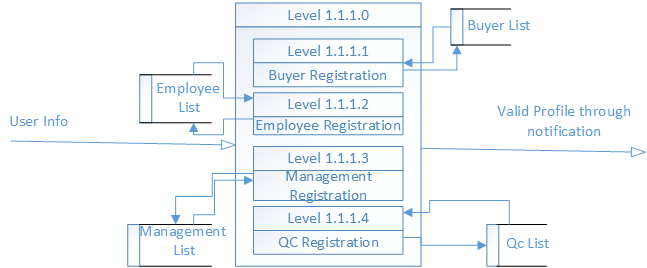 Level 1.1.1.0
Buyer List
Level 1.1.1.1
Buyer Registration
Employee
List
Level 1.1.1.2
Employee Registration
User Info
Valid Profile through
notification
Level 1.1.1.3
Management
Registration
Level 1.1.1.4
QC Registration
Management
List
Qc List